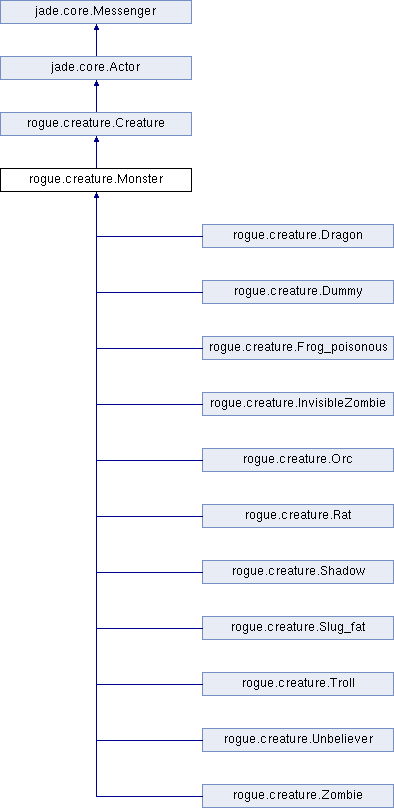 jade.core.Messenger
jade.core.Actor
rogue.creature.Creature
rogue.creature.Monster
rogue.creature.Dragon
rogue.creature.Dummy
rogue.creature.Frog_poisonous
rogue.creature.InvisibleZombie
rogue.creature.Orc
rogue.creature.Rat
rogue.creature.Shadow
rogue.creature.Slug_fat
rogue.creature.Troll
rogue.creature.Unbeliever
rogue.creature.Zombie